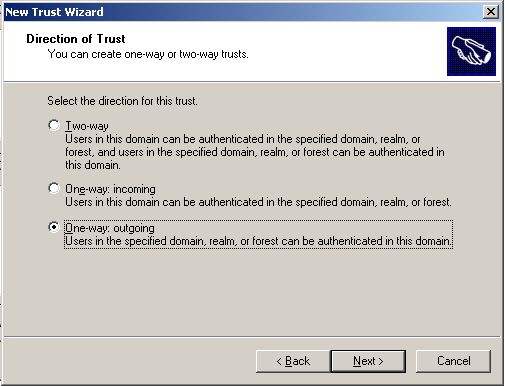 New Trust Wizard
Direction of Trust
You can create one-way or two-way trusts.
Select the direction for this trust.
Two-way
Users in this domain can be authenticated in the specified domain, realm, or
forest, and users in the specified domain, realm, or forest can be authenticated in
this domain.
One-way: incoming
Users in this domain can be authenticated in the specified domain, realm, or forest.
One-way: outgoing
Users in the specified domain, realm, or forest can be authenticated in this domain.
< Back
Next >
Cancel